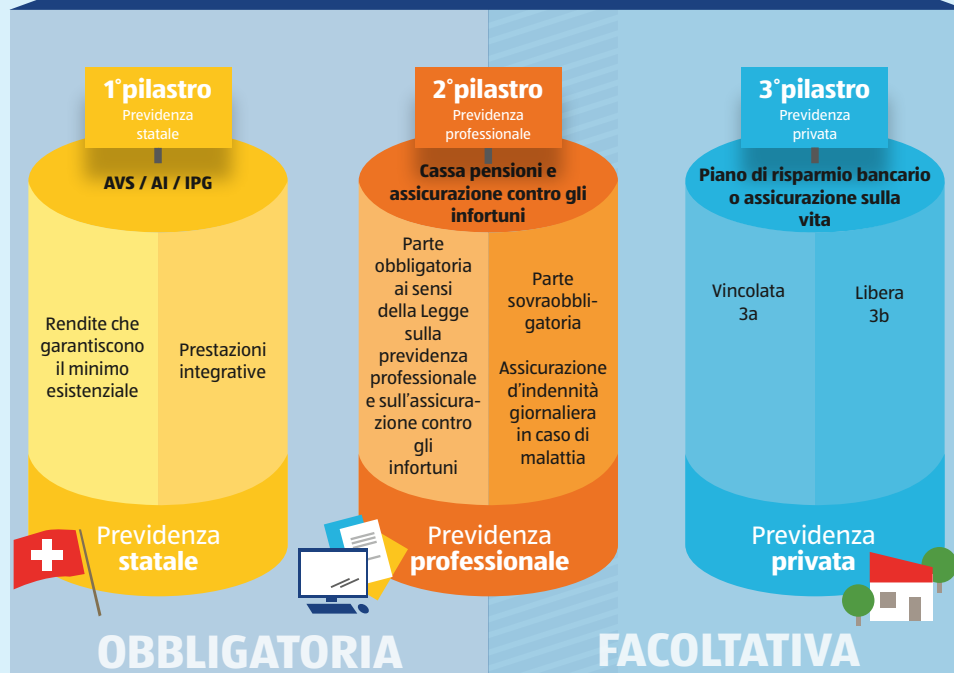 1° pilastro
Previdenza
statale
AVS / AI / IPG
Rendite che
garantiscono
il minimo
esistenziale
Prestazioni
integrative
Previdenza
statale
2° pilastro
Previdenza
professionale
Cassa pensioni e
assicurazione contro gli
infortuni
Parte
obbligatoria
ai sensi
della Legge
sulla
previdenza
professionale
e sull’assicura-
zione contro
gli
infortuni
Parte
sovraobbli-
gatoria
Assicurazione
d’indennità
giornaliera
in caso di
malattia
Previdenza
professionale
3° pilastro
Previdenza
privata
Piano di risparmio bancario
o assicurazione sulla
vita
Vincolata
3a
Libera
3b
Previdenza
privata
OBBLIGATORIA
FACOLTATIVA